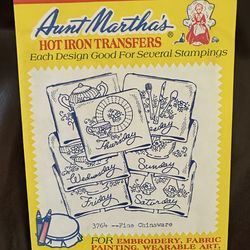 Aunt Martha's
HOT IRON TRANSFERS
Each Design Good For Several Stampings
Thursday
Wednesday
Sunday
Friday
Saturday
3764 --Fine Chinaware
FOR EMBROIDERY, FABRIC
PAINTING, WEARABLE ART,